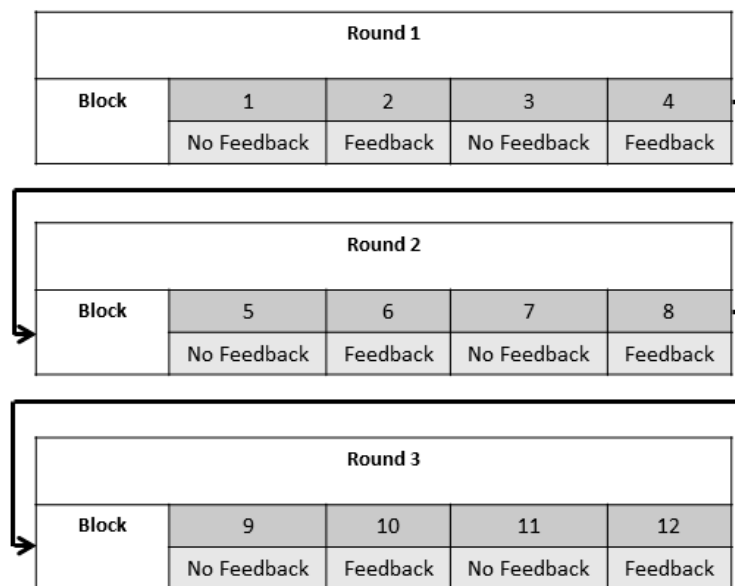 Round 1
Block 1 2 3 4
No Feedback Feedback No Feedback Feedback
Round 2
Block 5 6 7 8
No Feedback Feedback No Feedback Feedback
Round 3
Block 9 10 11 12
No Feedback Feedback No Feedback Feedback